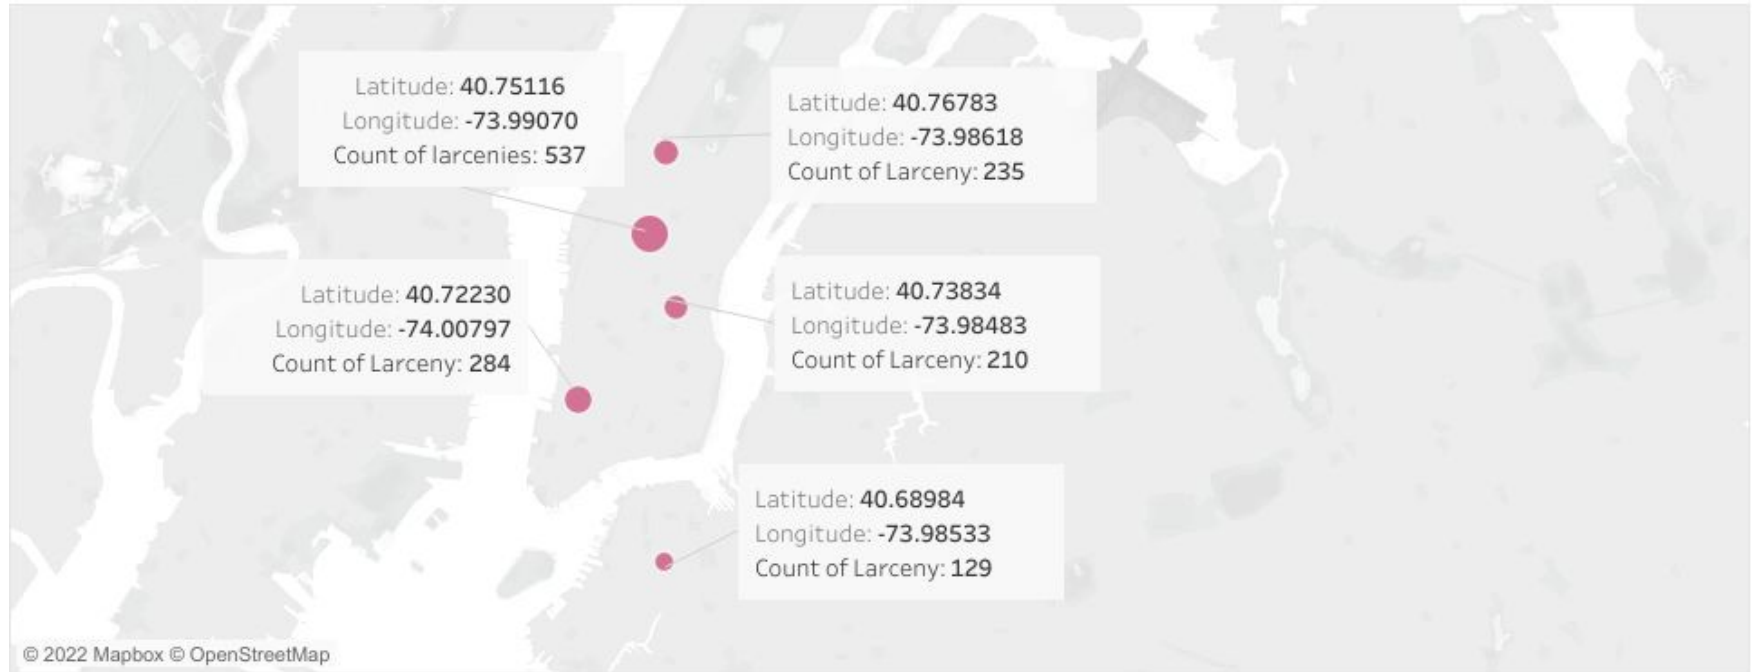 Latitude: 40.75116
Longitude: -73.99070
Count of larcenies: 537
Latitude: 40.76783
Longitude: -73.98618
Count of Larceny: 235
Latitude: 40.72230
Longitude: -74.00797
Count of Larceny: 284
Latitude: 40.73834
Longitude: -73.98483
Count of Larceny: 210
Latitude: 40.68984
Longitude: -73.98533
Count of Larceny: 129
© 2022 Mapbox © OpenStreetMap